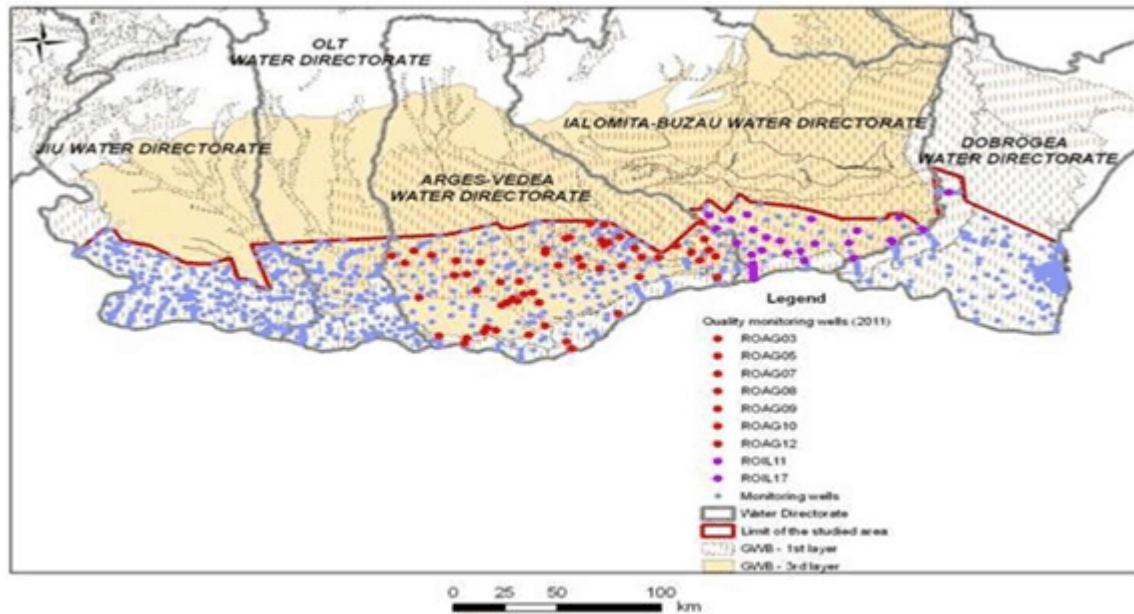 OLT
WATER DIRECTORATE
JIU WATER DIRECTORATE
ARGES-VEDEA
WATER DIRECTORATE
IALOMITA-BUZAU WATER DIRECTORATE
DOBROGEA
WATER DIRECTORATE
Legend
Quality monitoring wells (2011)
ROAG03
ROAG05
ROAG07
ROAG08
ROAG09
ROAG10
ROAG12
ROIL11
ROIL17
Monitoring wells
Water Directorate
Limit of the studied area
GWB - 1st layer
GWB - 3rd layer
0 25 50 100
km